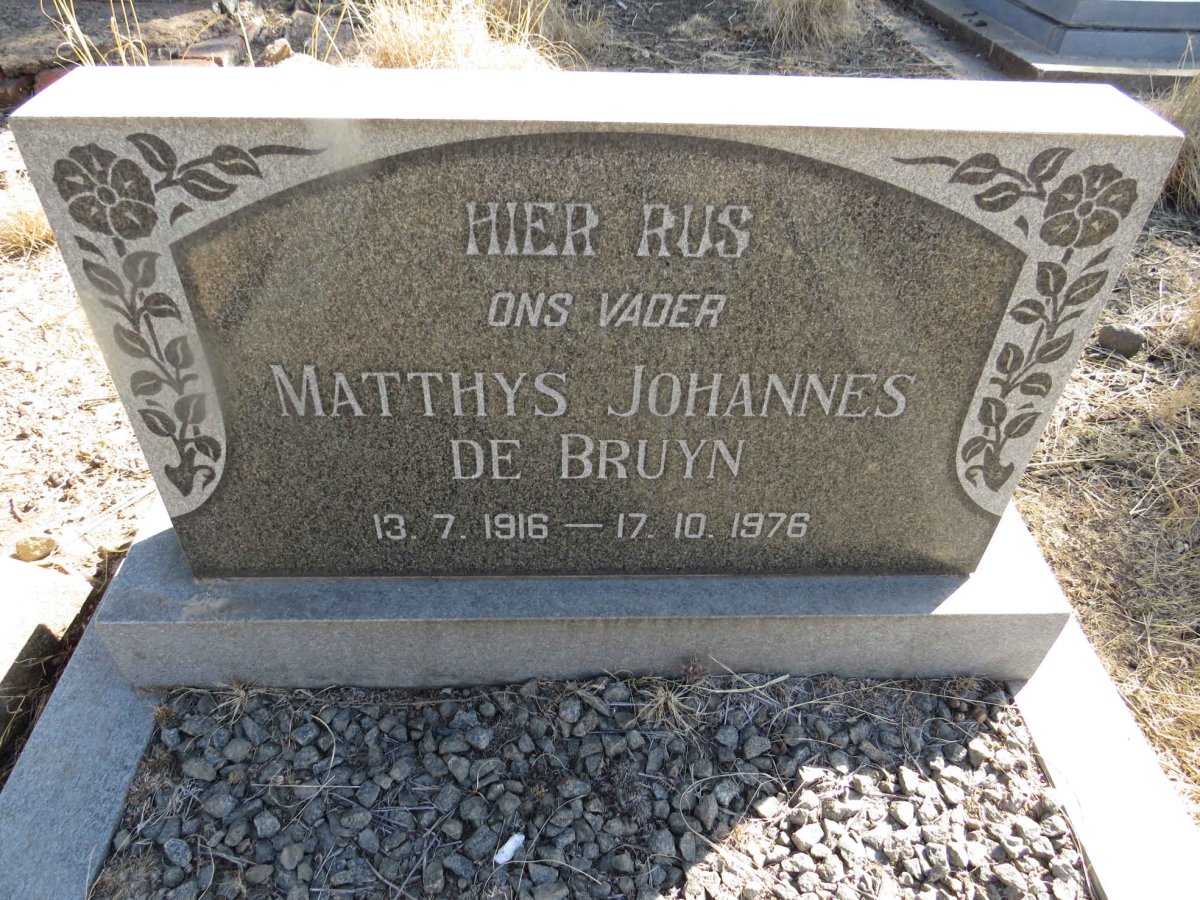 HIER RUS
ONS VADER
MATTHYS JOHANNES
DE BRUYN
13. 7. 1916 — 17. 10. 1976